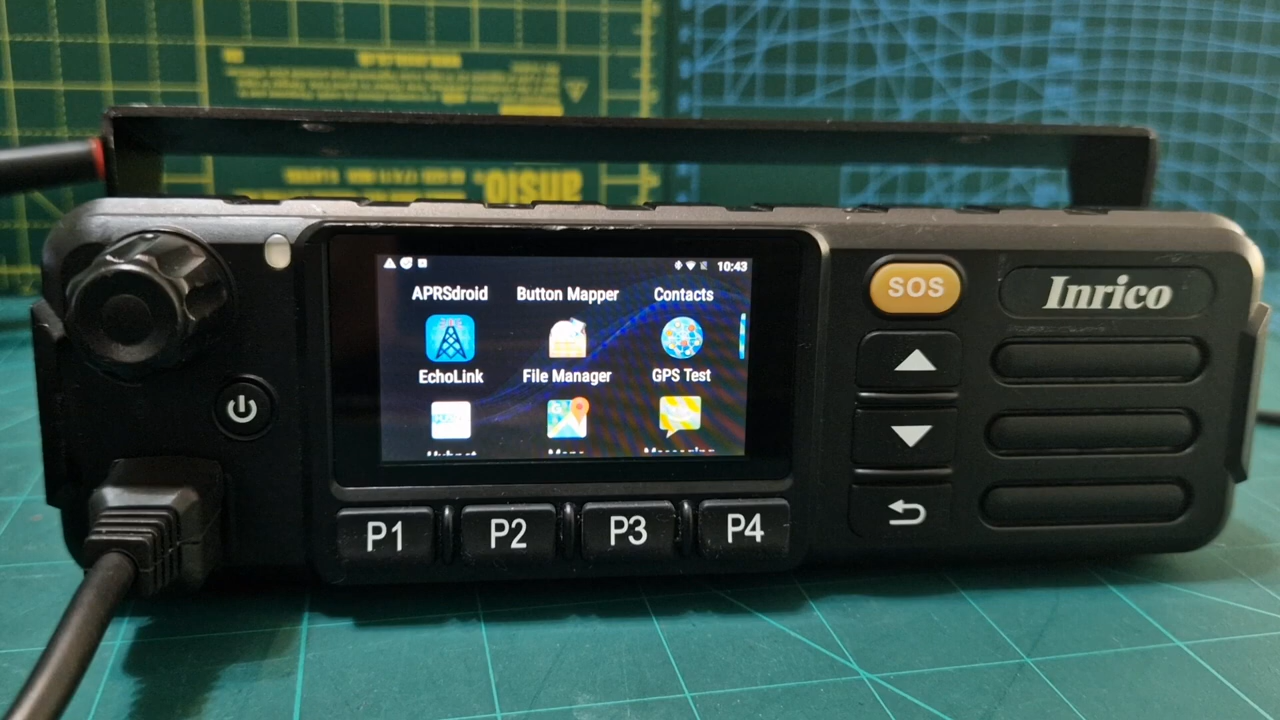 10:43
APRSdroid Button Mapper Contacts
EchoLink File Manager GPS Test
SOS
Inrico
P1 P2 P3 P4